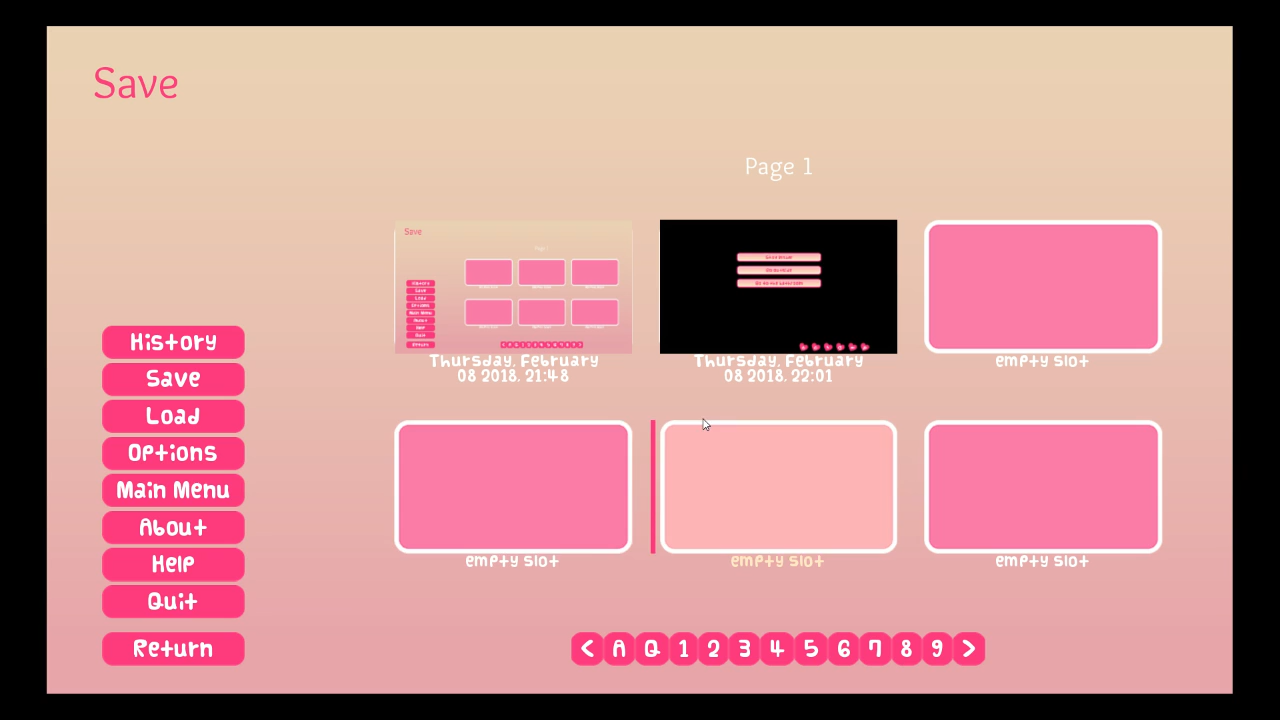 Save
Page 1
Save
Thursday, February
08 2018, 21:48
Thursday, February
08 2018, 22:01
empty slot
History
Save
Load
Options
Main Menu
About
Help
Quit
Return
empty slot
empty slot
empty slot
< A Q 1 2 3 4 5 6 7 8 9 >